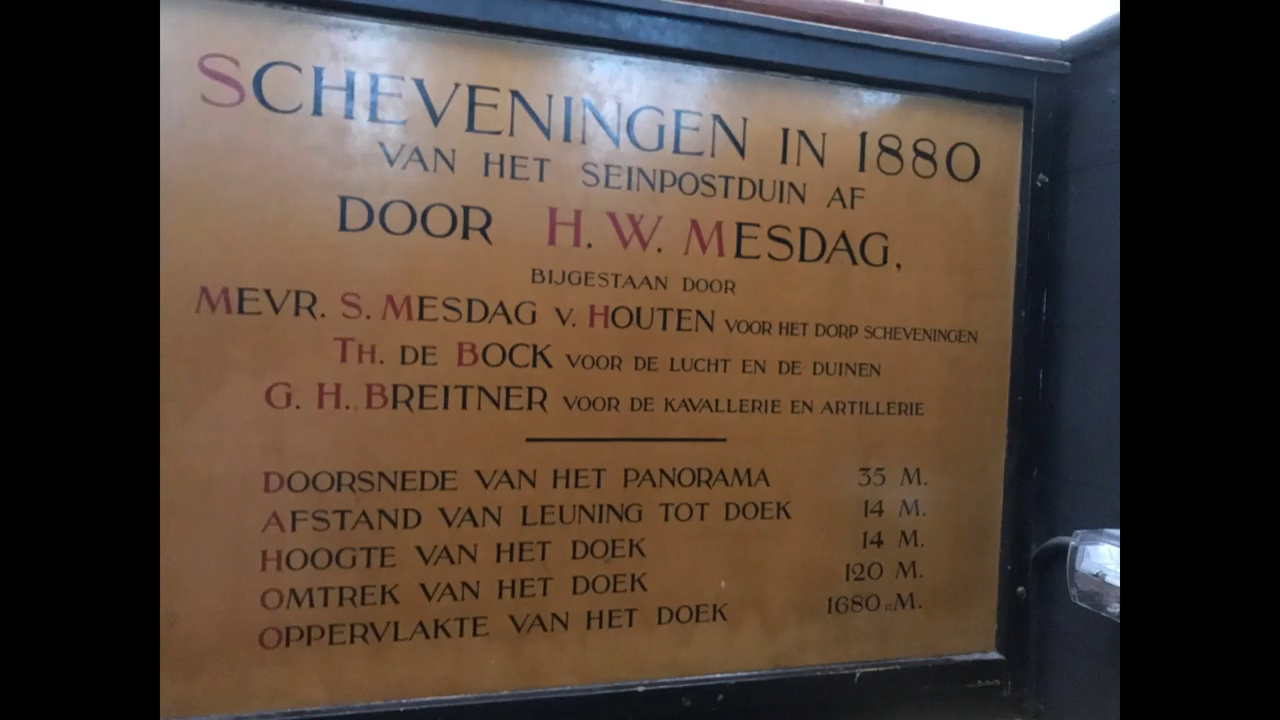 SCHEVENINGEN IN 1880
VAN HET SEINPOSTDUIN AF
DOOR H. W. MESDAG,
BIJGESTAAN DOOR
MEVR. S. MESDAG V. HOUTEN VOOR HET DORP SCHEVENINGEN
TH. DE BOCK VOOR DE LUCHT EN DE DUINEN
G. H. BREITNER VOOR DE KAVALLERIE EN ARTILLERIE
DOORSNEDE VAN HET PANORAMA 35 M.
AFSTAND VAN LEUNING TOT DOEK 14 M.
HOOGTE VAN HET DOEK 14 M.
OMTREK VAN HET DOEK 120 M.
OPPERVLAKTE VAN HET DOEK 1680 □M.